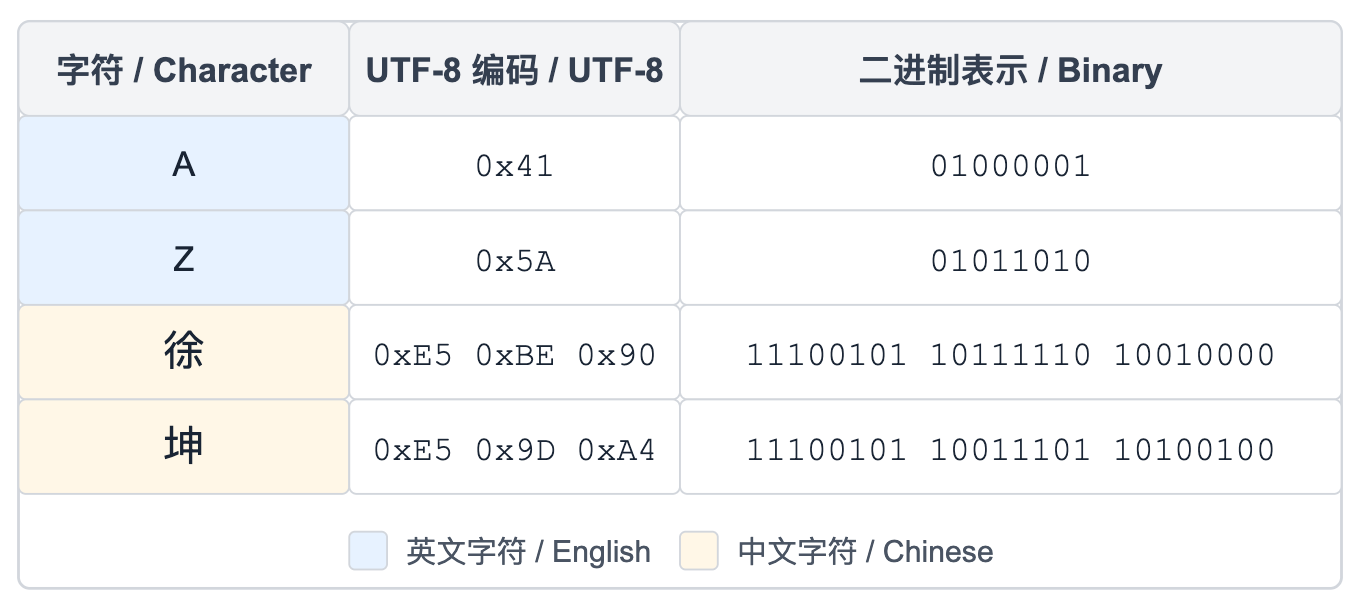 字符 / Character UTF-8 编码 / UTF-8 二进制表示 / Binary
A 0x41 01000001
Z 0x5A 01011010
徐 0xE5 0xBE 0x90 11100101 10111110 10010000
坤 0xE5 0x9D 0xA4 11100101 10011101 10100100
英文字符 / English 中文字符 / Chinese